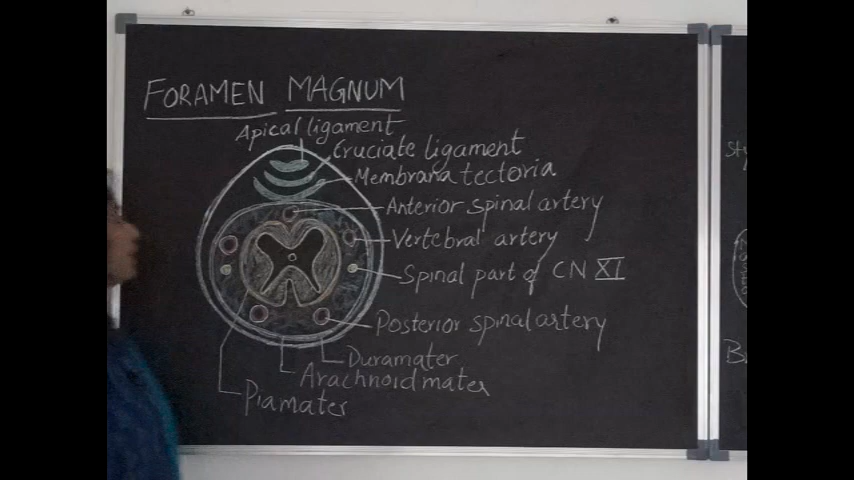 FORAMEN MAGNUM
Apical ligament
Cruciate ligament
Membrana tectoria
Anterior spinal artery
Vertebral artery
Spinal part of CN XI
Posterior spinal artery
Duramater
Arachnoid mater
Piamater